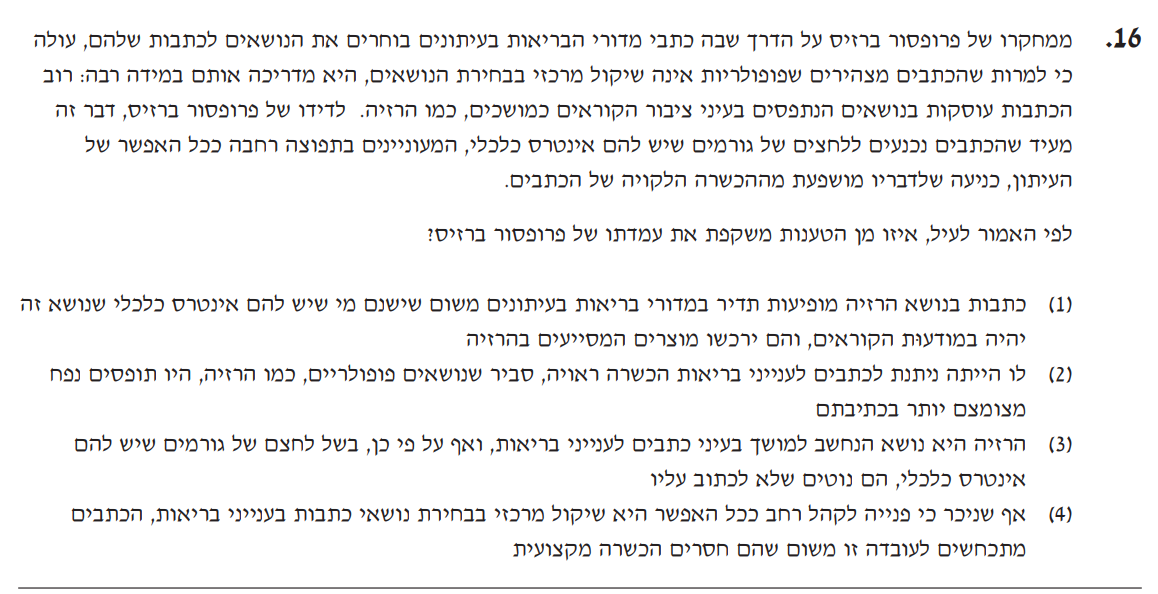 16. ממחקרו של פרופסור ברזיס על הדרך שבה כתבי מדורי הבריאות בעיתונים בוחרים את הנושאים לכתבות שלהם, עולה
כי למרות שהכתבים מצהירים שפופולריות אינה שיקול מרכזי בבחירת הנושאים, היא מדריכה אותם במידה רבה: רוב
הכתבות עוסקות בנושאים הנתפסים בעיני ציבור הקוראים כמושכים, כמו הרזיה. לדידו של פרופסור ברזיס, דבר זה
מעיד שהכתבים נכנעים ללחצים של גורמים שיש להם אינטרס כלכלי, המעוניינים בתפוצה רחבה ככל האפשר של
העיתון, כניעה שלדבריו מושפעת מההכשרה הלקויה של הכתבים.
לפי האמור לעיל, איזו מן הטענות משקפת את עמדתו של פרופסור ברזיס?
(1) כתבות בנושא הרזיה מופיעות תדיר במדורי בריאות בעיתונים משום שישנם מי שיש להם אינטרס כלכלי שנושא זה
יהיה במודעוּת הקוראים, והם ירכשו מוצרים המסייעים בהרזיה
(2) לו הייתה ניתנת לכתבים לענייני בריאות הכשרה ראויה, סביר שנושאים פופולריים, כמו הרזיה, היו תופסים נפח
מצומצם יותר בכתיבתם
(3) הרזיה היא נושא הנחשב למושך בעיני כתבים לענייני בריאות, ואף על פי כן, בשל לחצם של גורמים שיש להם
אינטרס כלכלי, הם נוטים שלא לכתוב עליו
(4) אף שניכר כי פנייה לקהל רחב ככל האפשר היא שיקול מרכזי בבחירת נושאי כתבות בענייני בריאות, הכתבים
מתכחשים לעובדה זו משום שהם חסרים הכשרה מקצועית